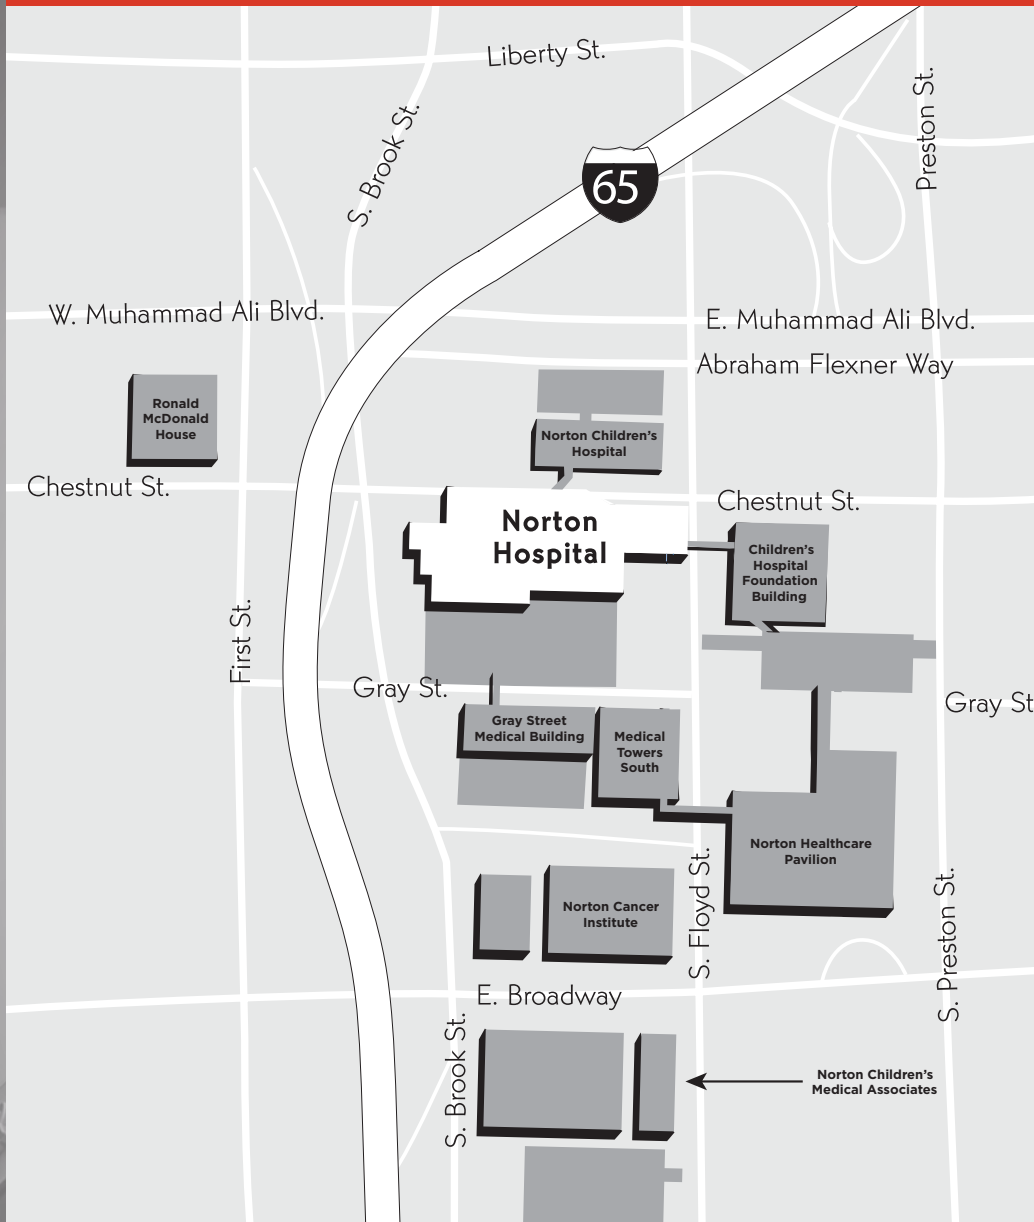 Liberty St.
Preston St.
S. Brook St.
65
W. Muhammad Ali Blvd.
E. Muhammad Ali Blvd.
Abraham Flexner Way
Ronald
McDonald
House
Norton Children's
Hospital
Chestnut St.
Chestnut St.
Norton
Hospital
Children's
Hospital
Foundation
Building
First St.
Gray St.
Gray St
Gray Street
Medical Building
Medical
Towers
South
Norton Healthcare
Pavilion
S. Floyd St.
S. Preston St.
Norton Cancer
Institute
E. Broadway
S. Brook St.
Norton Children's
Medical Associates